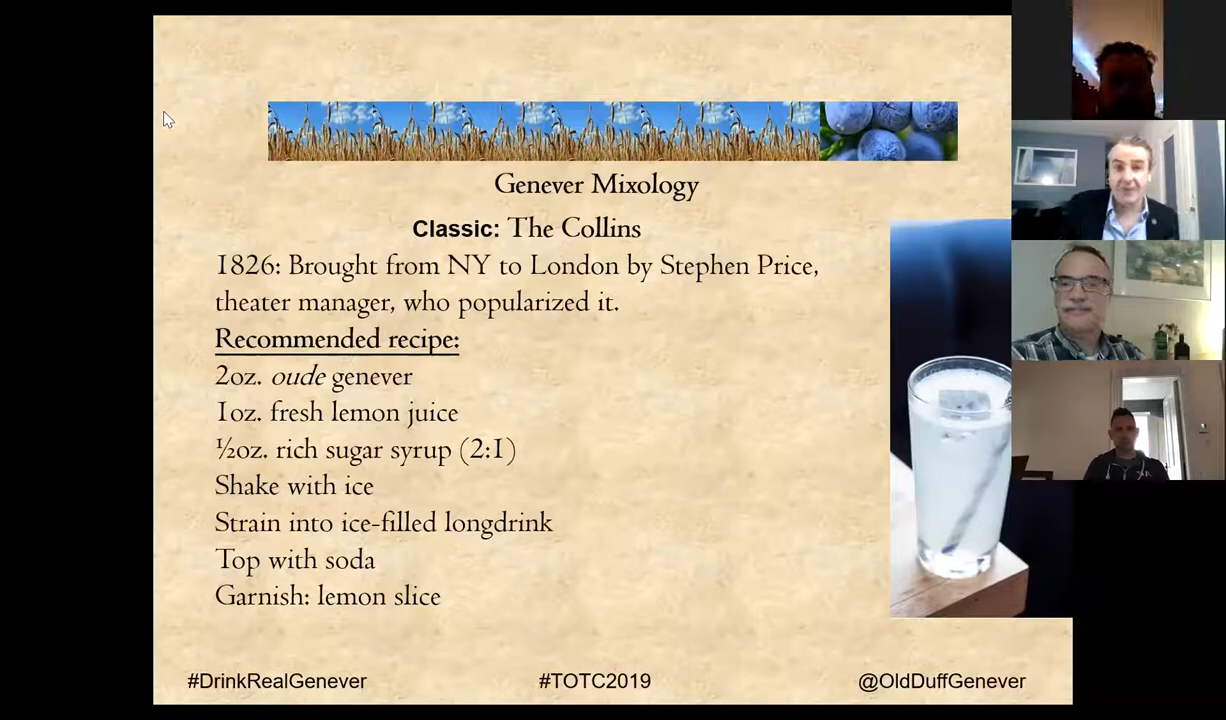 Genever Mixology
Classic: The Collins
1826: Brought from NY to London by Stephen Price,
theater manager, who popularized it.
Recommended recipe:
2oz. oude genever
1oz. fresh lemon juice
½oz. rich sugar syrup (2:1)
Shake with ice
Strain into ice-filled longdrink
Top with soda
Garnish: lemon slice
#DrinkRealGenever
#TOTC2019
@OldDuffGenever